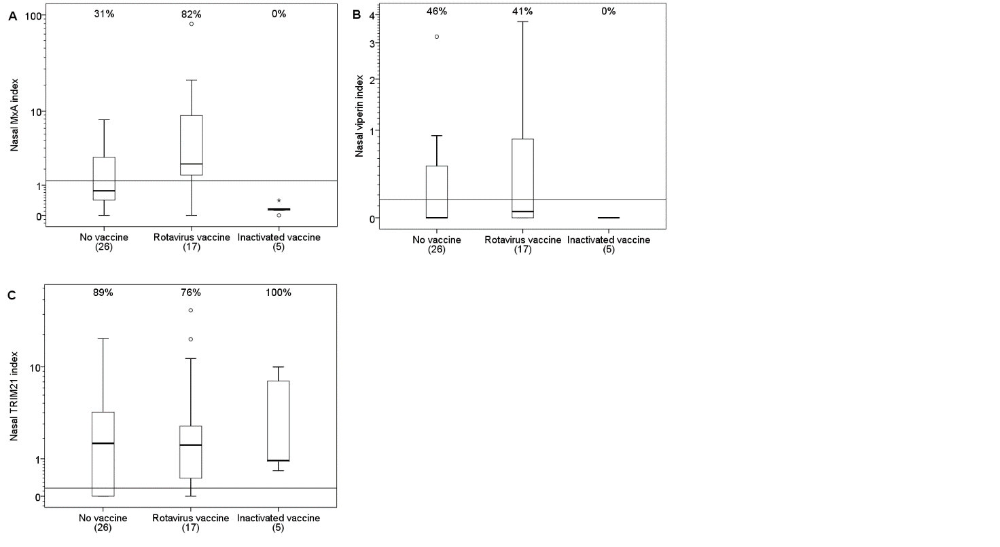 A
31% 82% 0%
100
10
1
0
Nasal MxA index
No vaccine Rotavirus vaccine Inactivated vaccine
(26) (17) (5)
B
46% 41% 0%
4
3
2
1
0
Nasal viperin index
No vaccine Rotavirus vaccine Inactivated vaccine
(26) (17) (5)
C
89% 76% 100%
10
1
0
Nasal TRIM21 index
No vaccine Rotavirus vaccine Inactivated vaccine
(26) (17) (5)